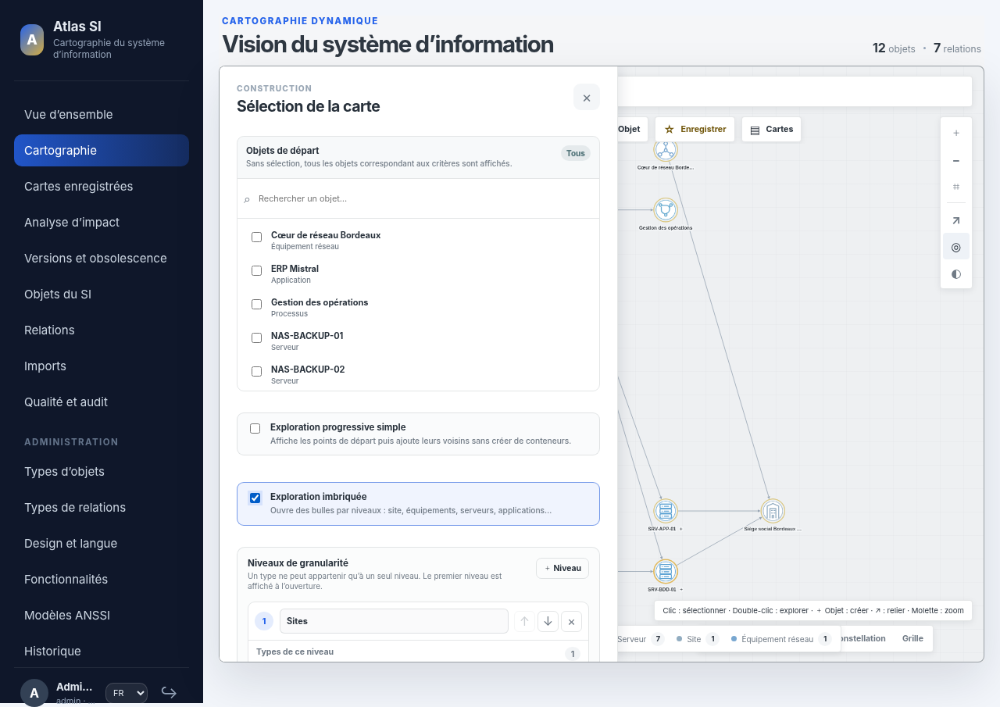 A
Atlas SI
Cartographie du système
d’information
Vue d’ensemble
Cartographie
Cartes enregistrées
Analyse d’impact
Versions et obsolescence
Objets du SI
Relations
Imports
Qualité et audit
ADMINISTRATION
Types d’objets
Types de relations
Design et langue
Fonctionnalités
Modèles ANSSI
Historique
A
Admi...
admin · ...
FR
CARTOGRAPHIE DYNAMIQUE
Vision du système d’information
12 objets • 7 relations
CONSTRUCTION
Sélection de la carte
×
Objets de départ
Sans sélection, tous les objets correspondant aux critères sont affichés.
Tous
Rechercher un objet...
Cœur de réseau Bordeaux
Équipement réseau
ERP Mistral
Application
Gestion des opérations
Processus
NAS-BACKUP-01
Serveur
NAS-BACKUP-02
Serveur
Exploration progressive simple
Affiche les points de départ puis ajoute leurs voisins sans créer de conteneurs.
Exploration imbriquée
Ouvre des bulles par niveaux : site, équipements, serveurs, applications...
Niveaux de granularité
Un type ne peut appartenir qu’à un seul niveau. Le premier niveau est
affiché à l’ouverture.
+ Niveau
1 Sites ↑ ↓ ×
Types de ce niveau 1
Objet
☆ Enregistrer
▤ Cartes
Cœur de réseau Borde...
Gestion des opérations
SRV-APP-01 +
Siège social Bordeaux ...
SRV-BDD-01 +
Clic : sélectionner · Double-clic : explorer · + Objet : créer · ↗ : relier · Molette : zoom
Serveur 7 Site 1 Équipement réseau 1
nstellation
Grille